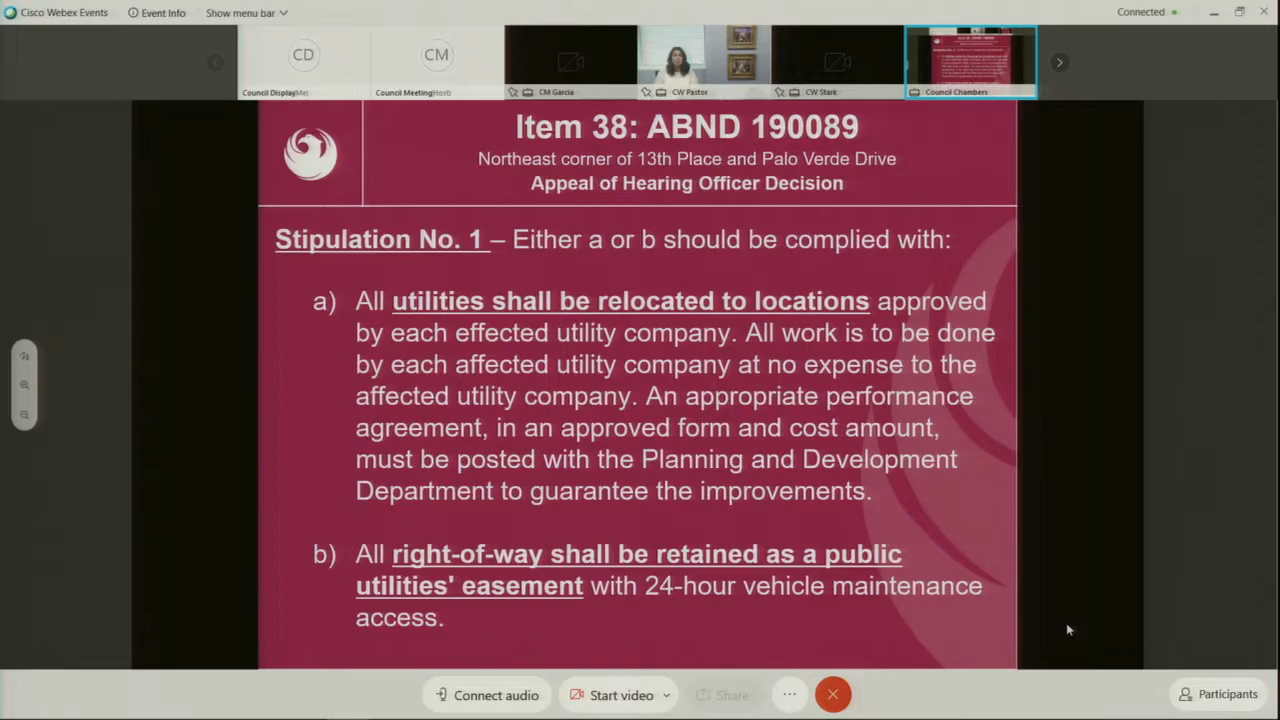 Cisco Webex Events
Event Info
Show menu bar
Connected
CD
CM
Council Display(Me)
Council Meeting(Host)
CM Garcia
CW Pastor
CW Stark
Council Chambers
Item 38: ABND 190089
Northeast corner of 13th Place and Palo Verde Drive
Appeal of Hearing Officer Decision
Stipulation No. 1 – Either a or b should be complied with:
a) All utilities shall be relocated to locations approved
by each effected utility company. All work is to be done
by each affected utility company at no expense to the
affected utility company. An appropriate performance
agreement, in an approved form and cost amount,
must be posted with the Planning and Development
Department to guarantee the improvements.
b) All right-of-way shall be retained as a public
utilities' easement with 24-hour vehicle maintenance
access.
Connect audio
Start video
Share
Participants